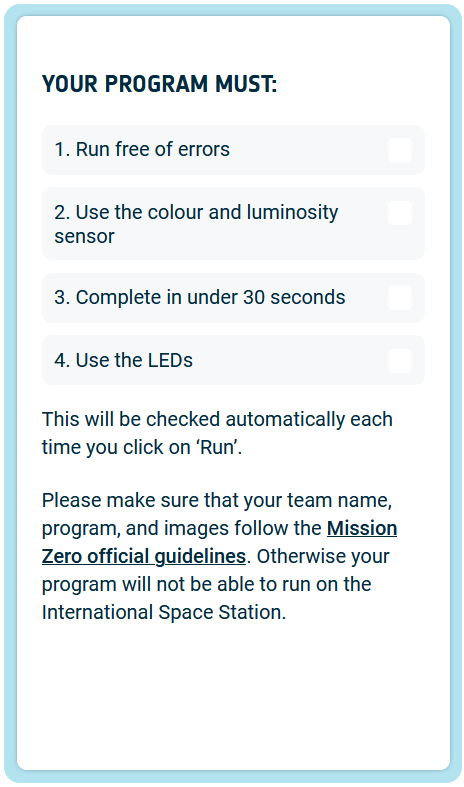 YOUR PROGRAM MUST:
1. Run free of errors
2. Use the colour and luminosity
sensor
3. Complete in under 30 seconds
4. Use the LEDs
This will be checked automatically each
time you click on ‘Run’.
Please make sure that your team name,
program, and images follow the Mission
Zero official guidelines. Otherwise your
program will not be able to run on the
International Space Station.